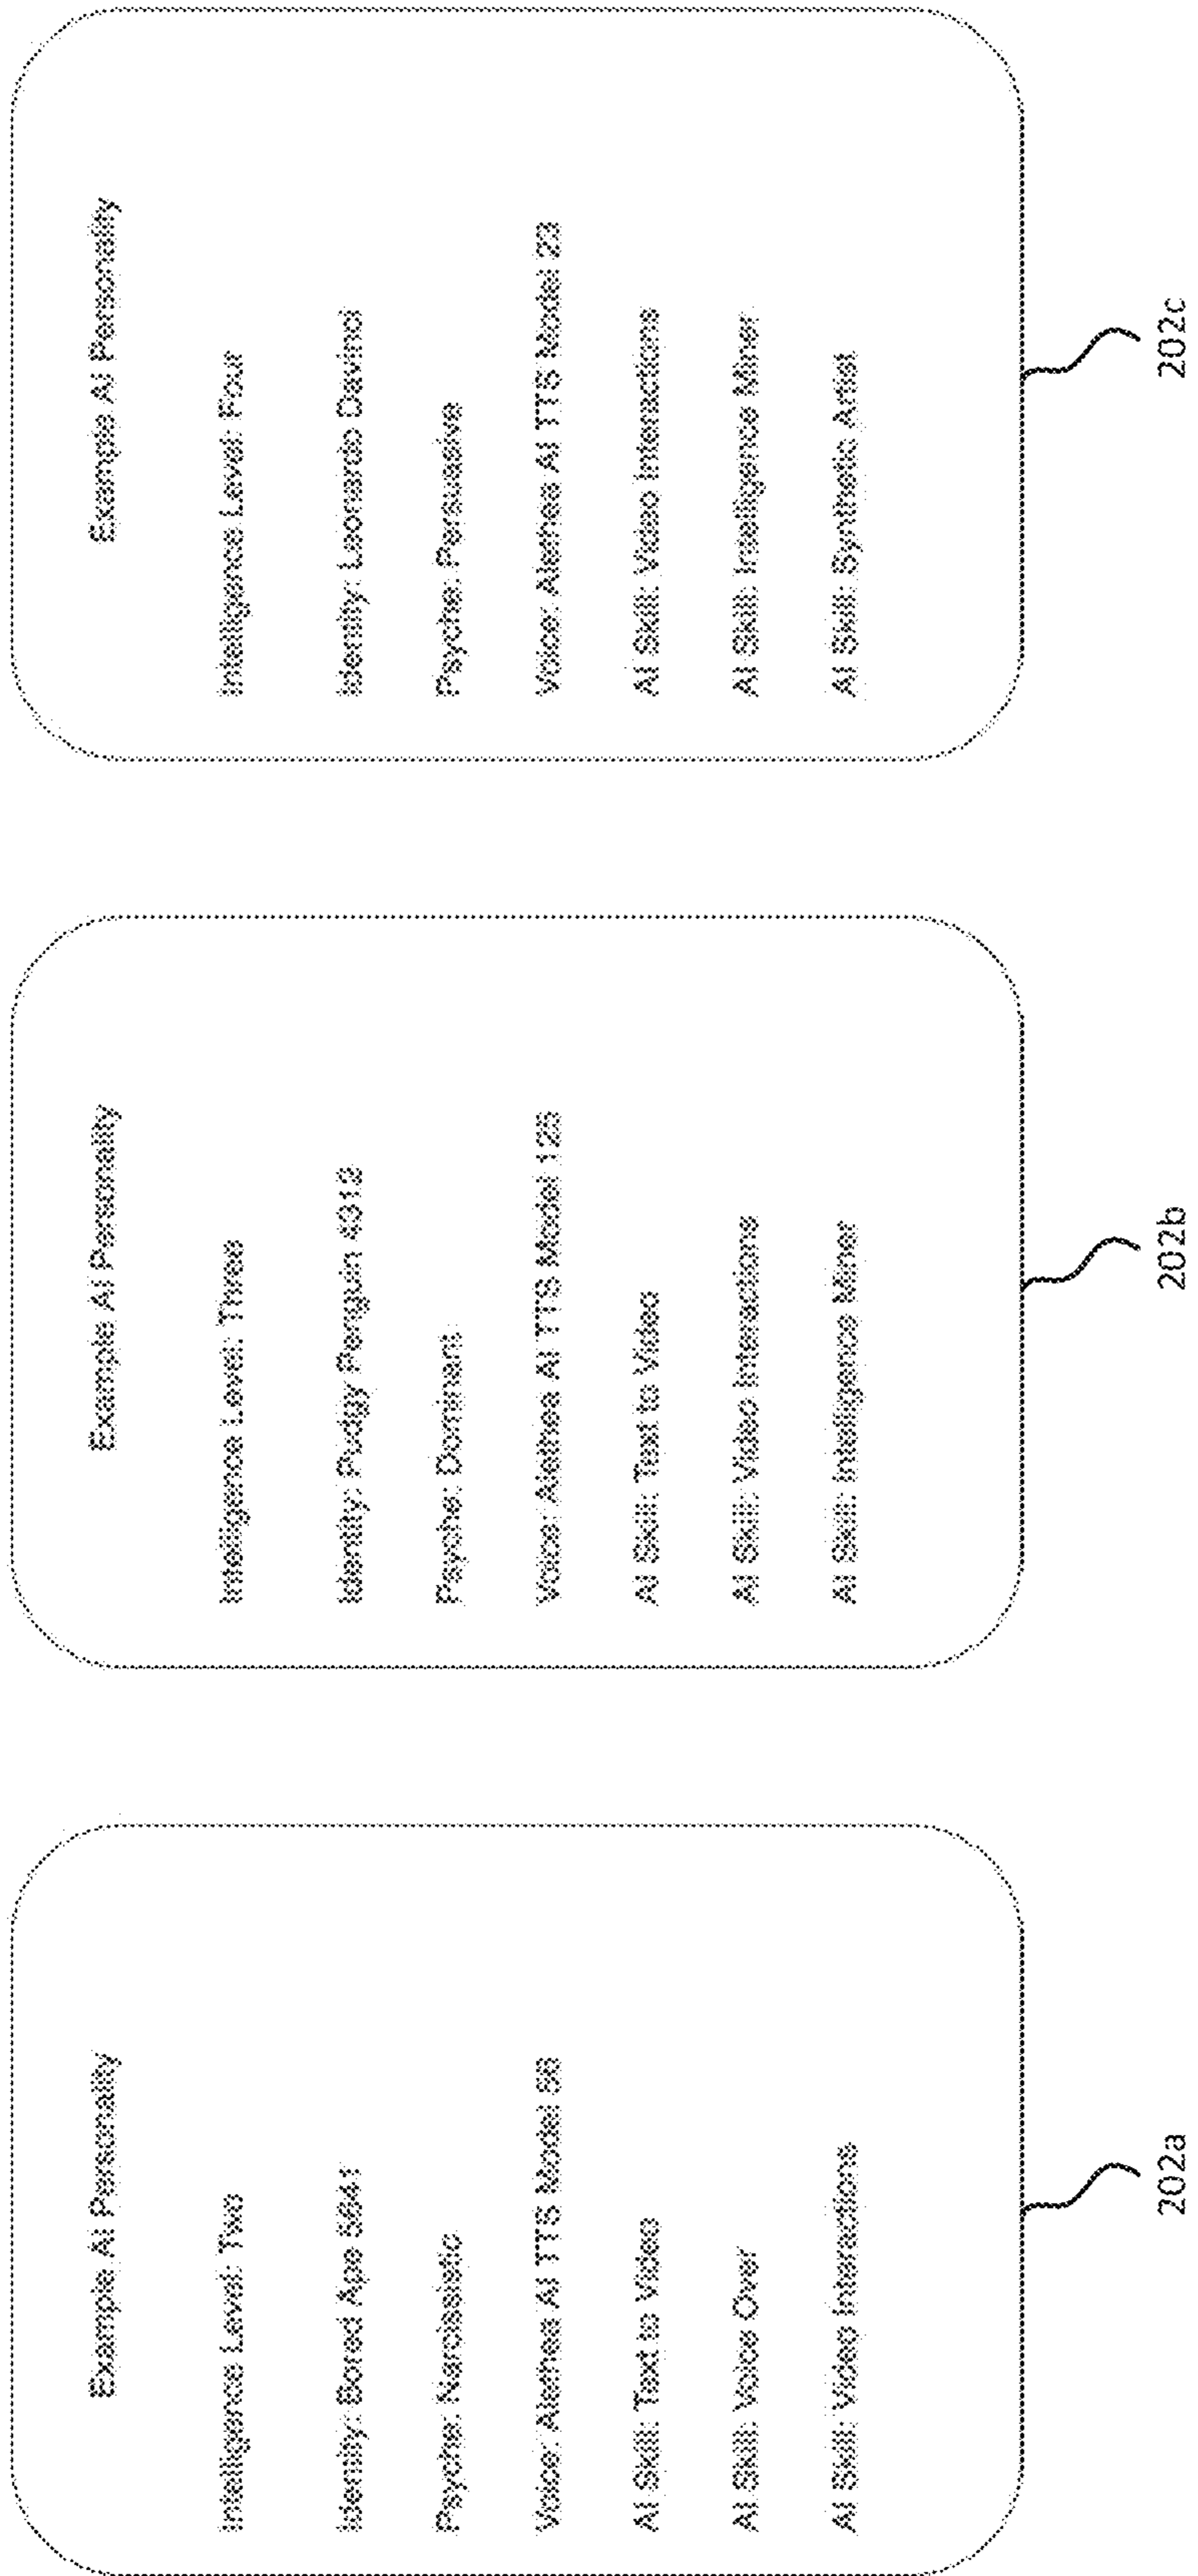 Example AI Personality
Intelligence Level: Two
Identity: Bored Ape 5641
Psyche: Narcissistic
Voice: Alethea AI TTS Model 56
AI Skill: Text to Video
AI Skill: Voice Over
AI Skill: Video Interactions
202a
Example AI Personality
Intelligence Level: Three
Identity: Pudgy Penguin
Psyche: Dominant
Voice: Alethea AI TTS Model 125
AI Skill: Text to Video
AI Skill: Video Interactions
AI Skill: Intelligence Miner
202b
Example AI Personality
Intelligence Level: Four
Identity: Leonardo Davinci
Psyche: Persuasive
Voice: Alethea AI TTS Model 23
AI Skill: Video Interactions
AI Skill: Intelligence Miner
AI Skill: Synthetic Artist
202c